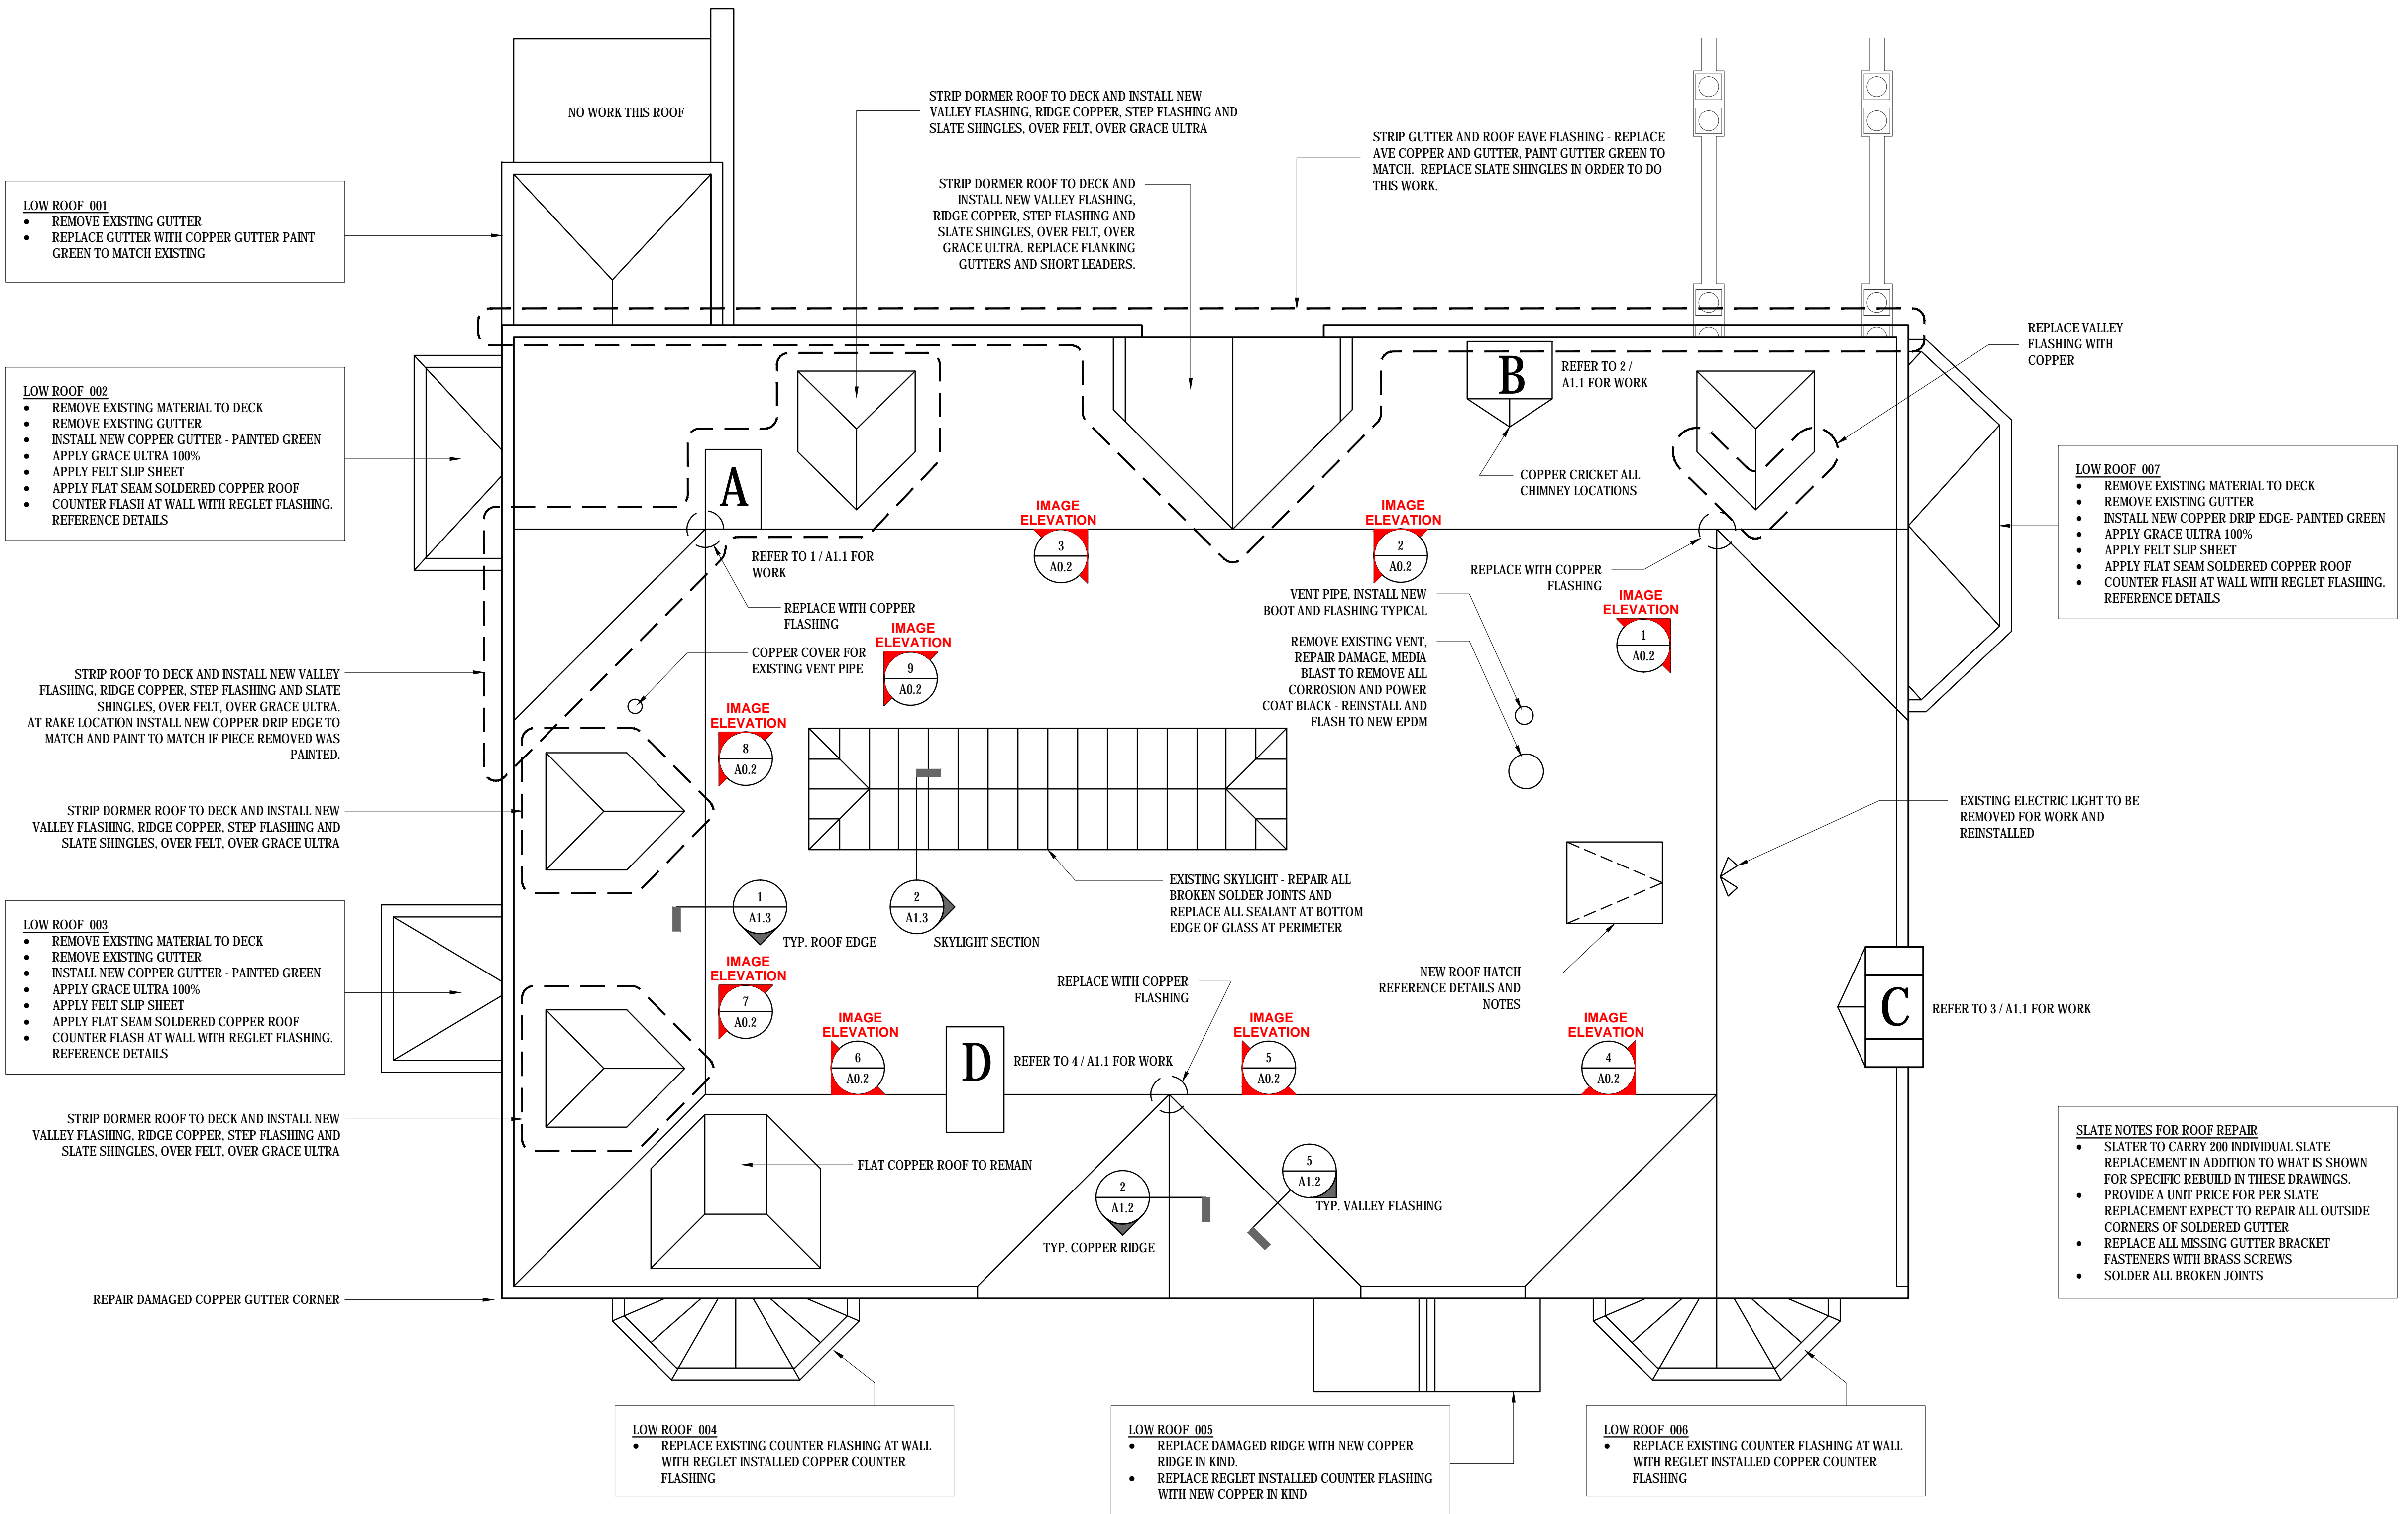 NO WORK THIS ROOF
STRIP DORMER ROOF TO DECK AND INSTALL NEW
VALLEY FLASHING, RIDGE COPPER, STEP FLASHING AND
SLATE SHINGLES, OVER FELT, OVER GRACE ULTRA
STRIP GUTTER AND ROOF EAVE FLASHING - REPLACE
AVE COPPER AND GUTTER, PAINT GUTTER GREEN TO
MATCH. REPLACE SLATE SHINGLES IN ORDER TO DO
THIS WORK.
STRIP DORMER ROOF TO DECK AND
INSTALL NEW VALLEY FLASHING,
RIDGE COPPER, STEP FLASHING AND
SLATE SHINGLES, OVER FELT, OVER
GRACE ULTRA. REPLACE FLANKING
GUTTERS AND SHORT LEADERS.
LOW ROOF 001
• REMOVE EXISTING GUTTER
• REPLACE GUTTER WITH COPPER GUTTER PAINT
GREEN TO MATCH EXISTING
REPLACE VALLEY
FLASHING WITH
COPPER
LOW ROOF 002
• REMOVE EXISTING MATERIAL TO DECK
• REMOVE EXISTING GUTTER
• INSTALL NEW COPPER GUTTER - PAINTED GREEN
• APPLY GRACE ULTRA 100%
• APPLY FELT SLIP SHEET
• APPLY FLAT SEAM SOLDERED COPPER ROOF
• COUNTER FLASH AT WALL WITH REGLET FLASHING.
REFERENCE DETAILS
B
REFER TO 2 /
A1.1 FOR WORK
A
COPPER CRICKET ALL
CHIMNEY LOCATIONS
LOW ROOF 007
• REMOVE EXISTING MATERIAL TO DECK
• REMOVE EXISTING GUTTER
• INSTALL NEW COPPER DRIP EDGE- PAINTED GREEN
• APPLY GRACE ULTRA 100%
• APPLY FELT SLIP SHEET
• APPLY FLAT SEAM SOLDERED COPPER ROOF
• COUNTER FLASH AT WALL WITH REGLET FLASHING.
REFERENCE DETAILS
IMAGE
ELEVATION
3
A0.2
IMAGE
ELEVATION
2
A0.2
REFER TO 1 / A1.1 FOR
WORK
REPLACE WITH COPPER
FLASHING
REPLACE WITH COPPER
FLASHING
VENT PIPE, INSTALL NEW
BOOT AND FLASHING TYPICAL
IMAGE
ELEVATION
1
A0.2
IMAGE
ELEVATION
9
A0.2
COPPER COVER FOR
EXISTING VENT PIPE
REMOVE EXISTING VENT,
REPAIR DAMAGE, MEDIA
BLAST TO REMOVE ALL
CORROSION AND POWER
COAT BLACK - REINSTALL AND
FLASH TO NEW EPDM
STRIP ROOF TO DECK AND INSTALL NEW VALLEY
FLASHING, RIDGE COPPER, STEP FLASHING AND SLATE
SHINGLES, OVER FELT, OVER GRACE ULTRA.
AT RAKE LOCATION INSTALL NEW COPPER DRIP EDGE TO
MATCH AND PAINT TO MATCH IF PIECE REMOVED WAS
PAINTED.
IMAGE
ELEVATION
8
A0.2
STRIP DORMER ROOF TO DECK AND INSTALL NEW
VALLEY FLASHING, RIDGE COPPER, STEP FLASHING AND
SLATE SHINGLES, OVER FELT, OVER GRACE ULTRA
EXISTING ELECTRIC LIGHT TO BE
REMOVED FOR WORK AND
REINSTALLED
EXISTING SKYLIGHT - REPAIR ALL
BROKEN SOLDER JOINTS AND
REPLACE ALL SEALANT AT BOTTOM
EDGE OF GLASS AT PERIMETER
1
A1.3
TYP. ROOF EDGE
2
A1.3
SKYLIGHT SECTION
LOW ROOF 003
• REMOVE EXISTING MATERIAL TO DECK
• REMOVE EXISTING GUTTER
• INSTALL NEW COPPER GUTTER - PAINTED GREEN
• APPLY GRACE ULTRA 100%
• APPLY FELT SLIP SHEET
• APPLY FLAT SEAM SOLDERED COPPER ROOF
• COUNTER FLASH AT WALL WITH REGLET FLASHING.
REFERENCE DETAILS
IMAGE
ELEVATION
7
A0.2
REPLACE WITH COPPER
FLASHING
NEW ROOF HATCH
REFERENCE DETAILS AND
NOTES
C
REFER TO 3 / A1.1 FOR WORK
IMAGE
ELEVATION
6
A0.2
D
REFER TO 4 / A1.1 FOR WORK
IMAGE
ELEVATION
5
A0.2
IMAGE
ELEVATION
4
A0.2
STRIP DORMER ROOF TO DECK AND INSTALL NEW
VALLEY FLASHING, RIDGE COPPER, STEP FLASHING AND
SLATE SHINGLES, OVER FELT, OVER GRACE ULTRA
FLAT COPPER ROOF TO REMAIN
2
A1.2
TYP. COPPER RIDGE
5
A1.2
TYP. VALLEY FLASHING
SLATE NOTES FOR ROOF REPAIR
• SLATER TO CARRY 200 INDIVIDUAL SLATE
REPLACEMENT IN ADDITION TO WHAT IS SHOWN
FOR SPECIFIC REBUILD IN THESE DRAWINGS.
• PROVIDE A UNIT PRICE FOR PER SLATE
REPLACEMENT EXPECT TO REPAIR ALL OUTSIDE
CORNERS OF SOLDERED GUTTER
• REPLACE ALL MISSING GUTTER BRACKET
FASTENERS WITH BRASS SCREWS
• SOLDER ALL BROKEN JOINTS
REPAIR DAMAGED COPPER GUTTER CORNER
LOW ROOF 004
• REPLACE EXISTING COUNTER FLASHING AT WALL
WITH REGLET INSTALLED COPPER COUNTER
FLASHING
LOW ROOF 005
• REPLACE DAMAGED RIDGE WITH NEW COPPER
RIDGE IN KIND.
• REPLACE REGLET INSTALLED COUNTER FLASHING
WITH NEW COPPER IN KIND
LOW ROOF 006
• REPLACE EXISTING COUNTER FLASHING AT WALL
WITH REGLET INSTALLED COPPER COUNTER
FLASHING